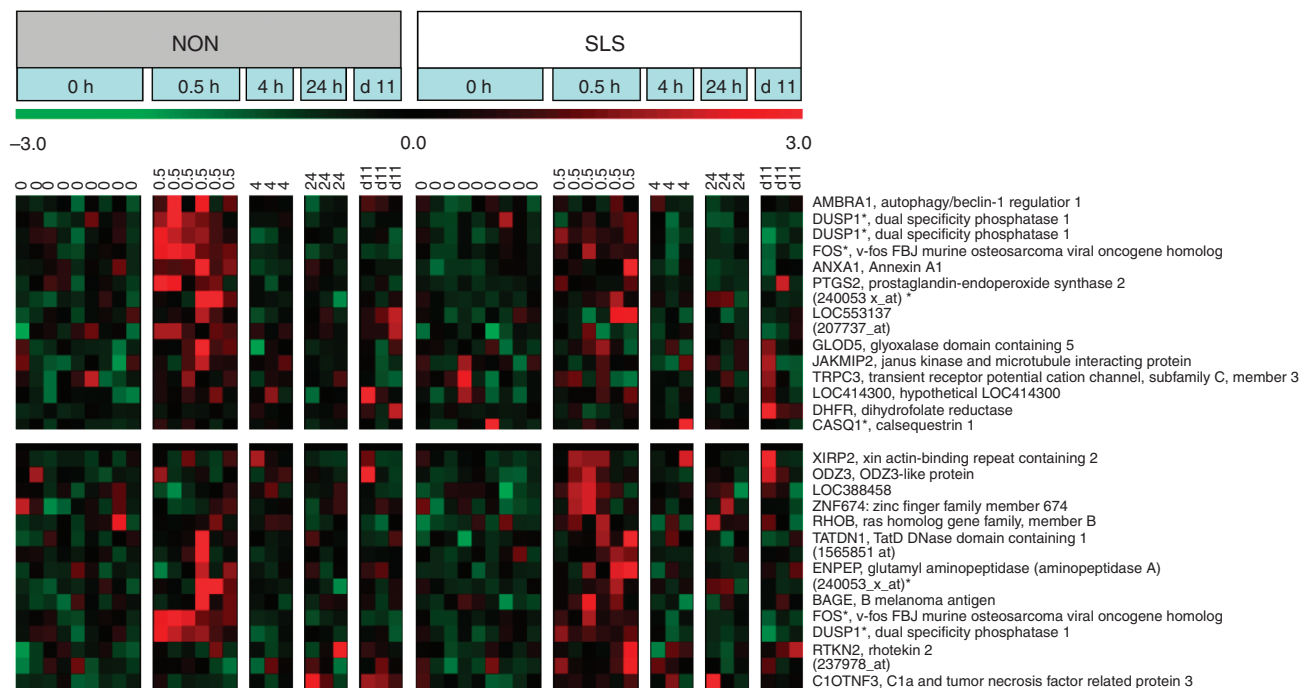 NON SLS
0 h 0.5 h 4 h 24 h d 11 0 h 0.5 h 4 h 24 h d 11
–3.0 0.0 3.0
0 0 0 0 0 0 0 0 0 0.5 0.5 0.5 0.5 0.5 0.5 4 4 4 24 24 24 d11 d11 d11 0 0 0 0 0 0 0 0 0 0.5 0.5 0.5 0.5 0.5 0.5 4 4 4 24 24 24 d11 d11 d11
AMBRA1, autophagy/beclin-1 regulatior 1
DUSP1*, dual specificity phosphatase 1
DUSP1*, dual specificity phosphatase 1
FOS*, v-fos FBJ murine osteosarcoma viral oncogene homolog
ANXA1, Annexin A1
PTGS2, prostaglandin-endoperoxide synthase 2
(240053 x_at) *
LOC553137
(207737_at)
GLOD5, glyoxalase domain containing 5
JAKMIP2, janus kinase and microtubule interacting protein
TRPC3, transient receptor potential cation channel, subfamily C, member 3
LOC414300, hypothetical LOC414300
DHFR, dihydrofolate reductase
CASQ1*, calsequestrin 1
XIRP2, xin actin-binding repeat containing 2
ODZ3, ODZ3-like protein
LOC388458
ZNF674: zinc finger family member 674
RHOB, ras homolog gene family, member B
TATDN1, TatD DNase domain containing 1
(1565851 at)
ENPEP, glutamyl aminopeptidase (aminopeptidase A)
(240053_x_at)*
BAGE, B melanoma antigen
FOS*, v-fos FBJ murine osteosarcoma viral oncogene homolog
DUSP1*, dual specificity phosphatase 1
RTKN2, rhotekin 2
(237978_at)
C1OTNF3, C1a and tumor necrosis factor related protein 3